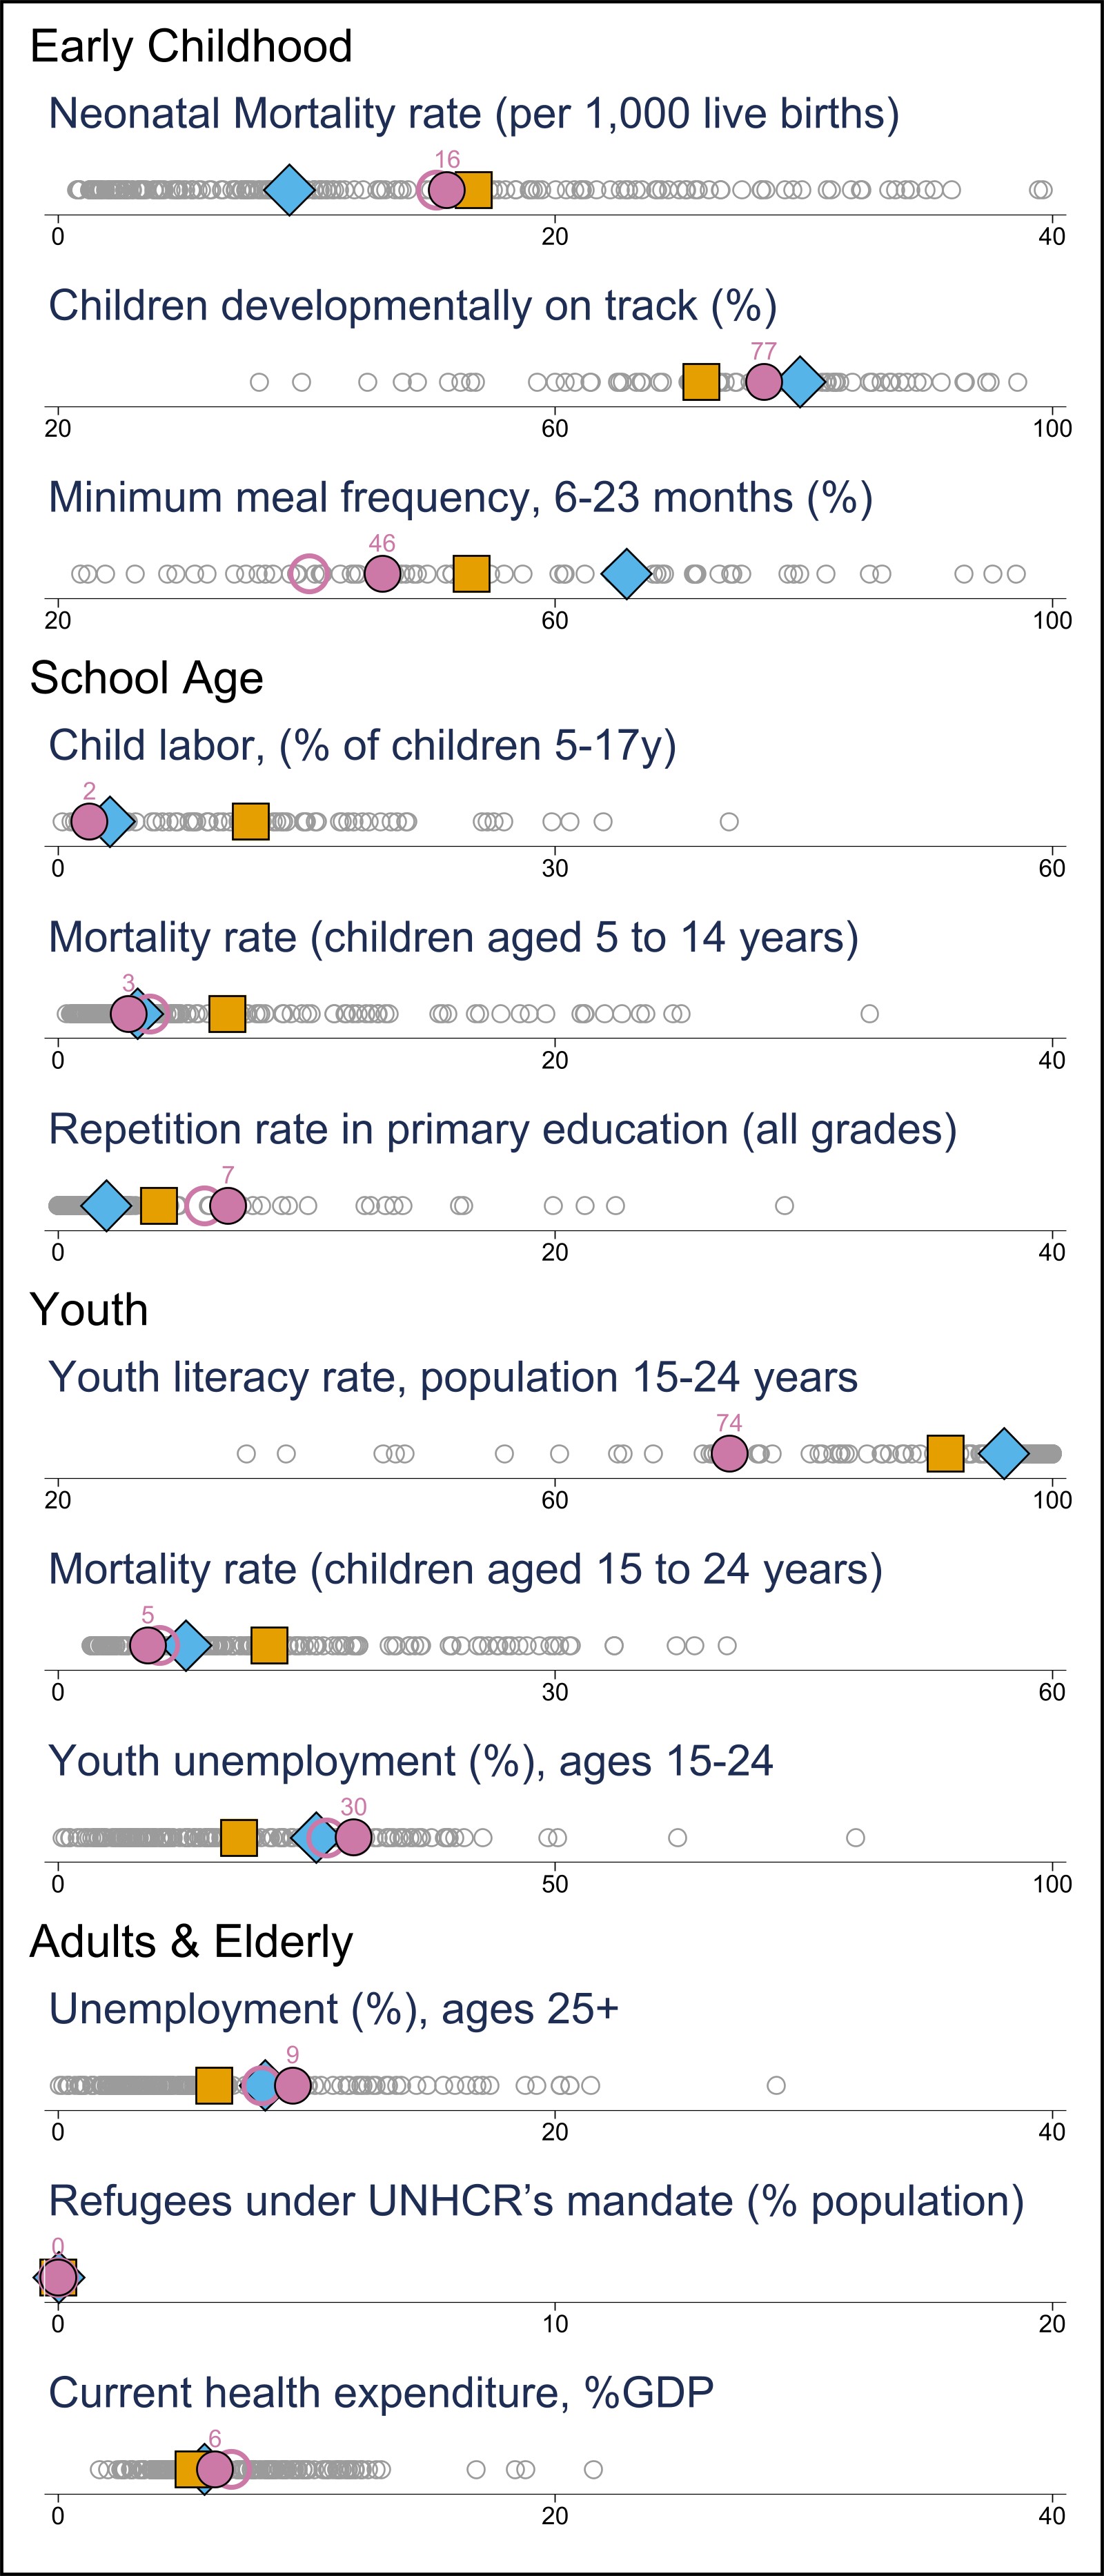 Early Childhood
Neonatal Mortality rate (per 1,000 live births)
16
0 20 40
Children developmentally on track (%)
77
20 60 100
Minimum meal frequency, 6-23 months (%)
46
20 60 100
School Age
Child labor, (% of children 5-17y)
2
0 30 60
Mortality rate (children aged 5 to 14 years)
3
0 20 40
Repetition rate in primary education (all grades)
7
0 20 40
Youth
Youth literacy rate, population 15-24 years
74
20 60 100
Mortality rate (children aged 15 to 24 years)
5
0 30 60
Youth unemployment (%), ages 15-24
30
0 50 100
Adults & Elderly
Unemployment (%), ages 25+
9
0 20 40
Refugees under UNHCR’s mandate (% population)
0
0 10 20
Current health expenditure, %GDP
6
0 20 40